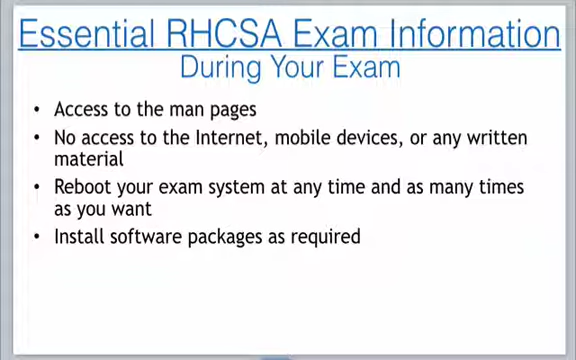 Essential RHCSA Exam Information
During Your Exam
• Access to the man pages
• No access to the Internet, mobile devices, or any written
material
• Reboot your exam system at any time and as many times
as you want
• Install software packages as required